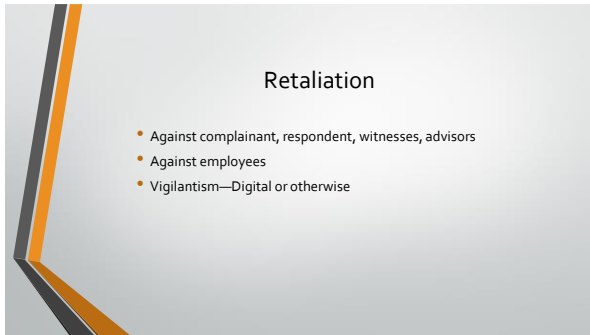 Retaliation
• Against complainant, respondent, witnesses, advisors
• Against employees
• Vigilantism—Digital or otherwise